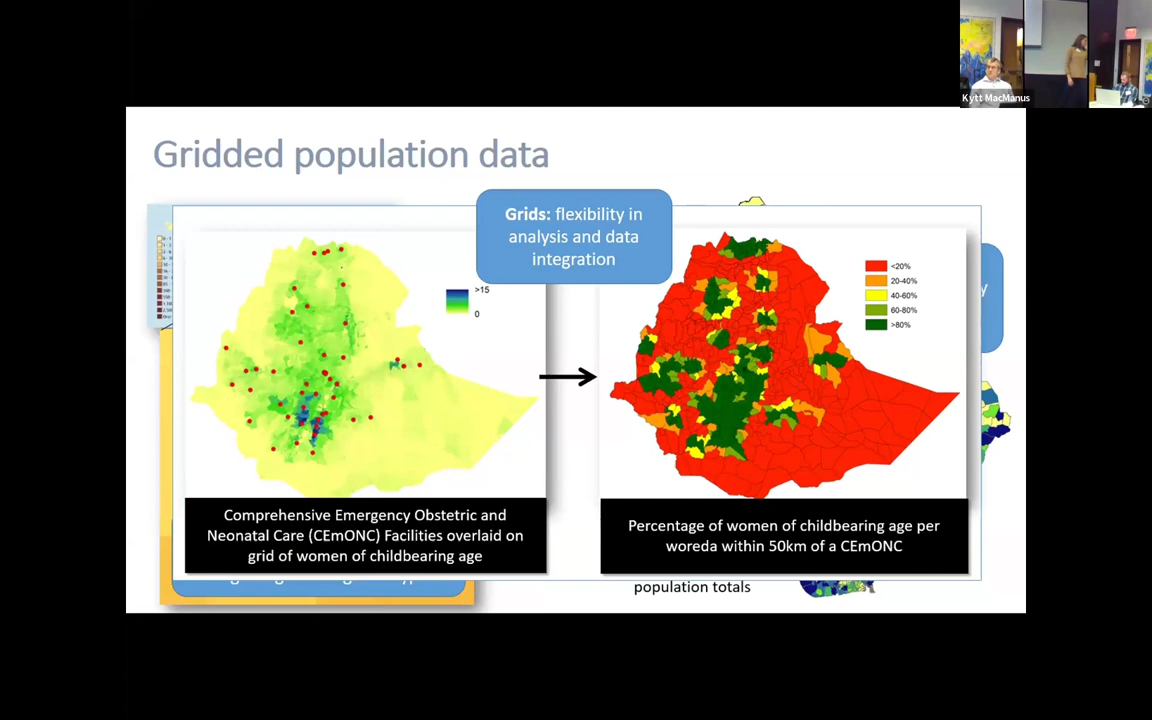 Kytt MacManus
Gridded population data
Grids: flexibility in
analysis and data
integration
>15
0
<20%
20-40%
40-60%
60-80%
>80%
Comprehensive Emergency Obstetric and
Neonatal Care (CEmONC) Facilities overlaid on
grid of women of childbearing age
Percentage of women of childbearing age per
woreda within 50km of a CEmONC
population totals